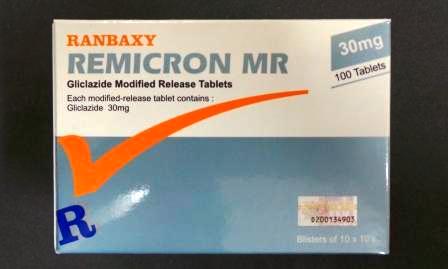 RANBAXY
REMICRON MR
Gliclazide Modified Release Tablets
Each modified-release tablet contains :
Gliclazide 30mg
30mg
100 Tablets
R
0200134903
Blisters of 10 x 10's